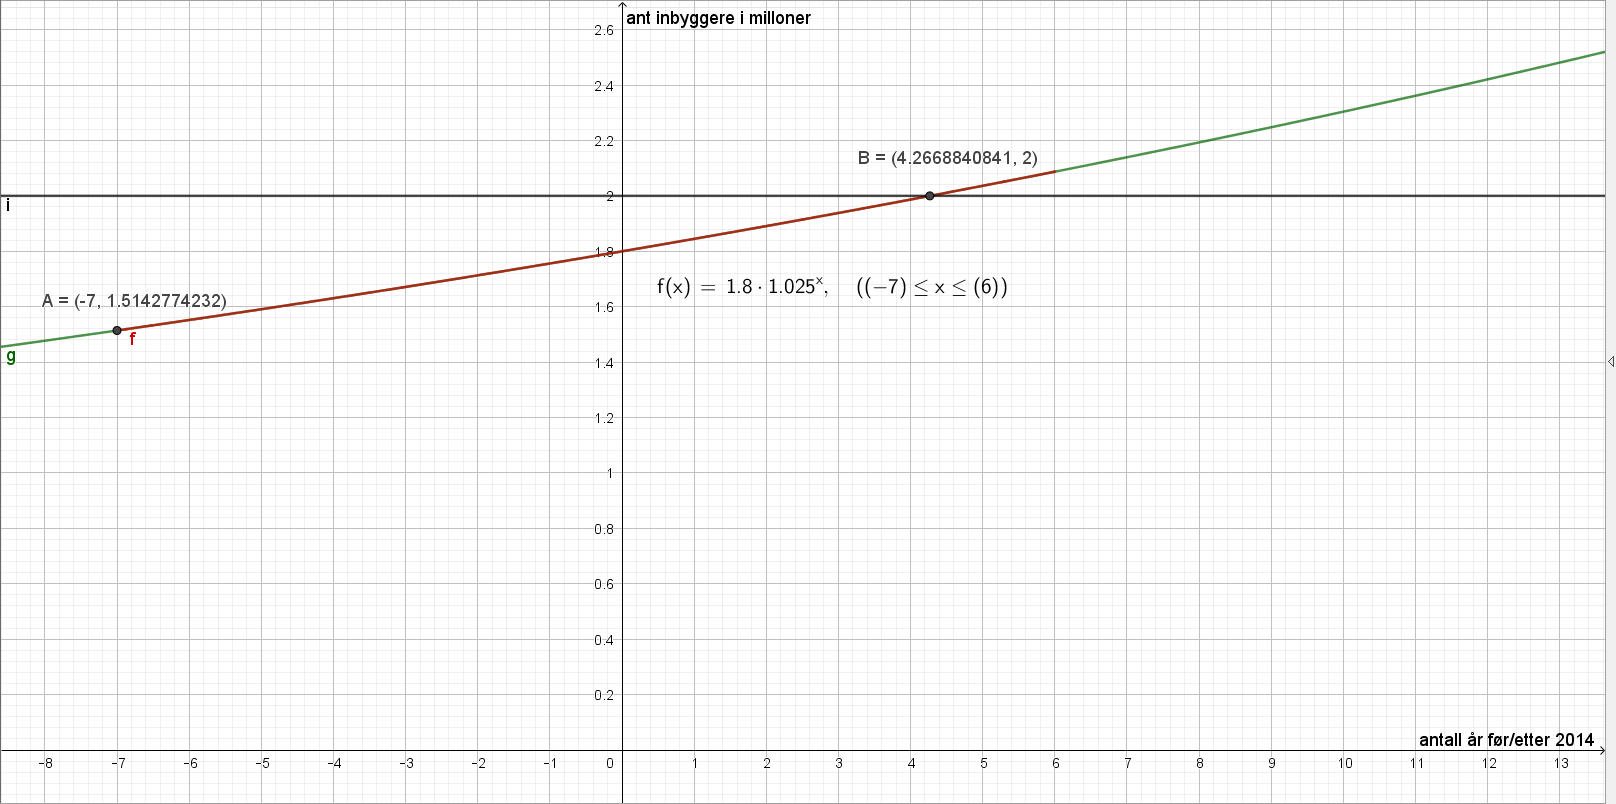 ant inbyggere i milloner
2.6
2.4
2.2
B = (4.2668840841, 2)
2
i
1.8
f(x) = 1.8 · 1.025^x, ((−7) ≤ x ≤ (6))
A = (-7, 1.5142774232)
1.6
f
g
1.4
1.2
1
0.8
0.6
0.4
0.2
antall år før/etter 2014
-8 -7 -6 -5 -4 -3 -2 -1 0 1 2 3 4 5 6 7 8 9 10 11 12 13